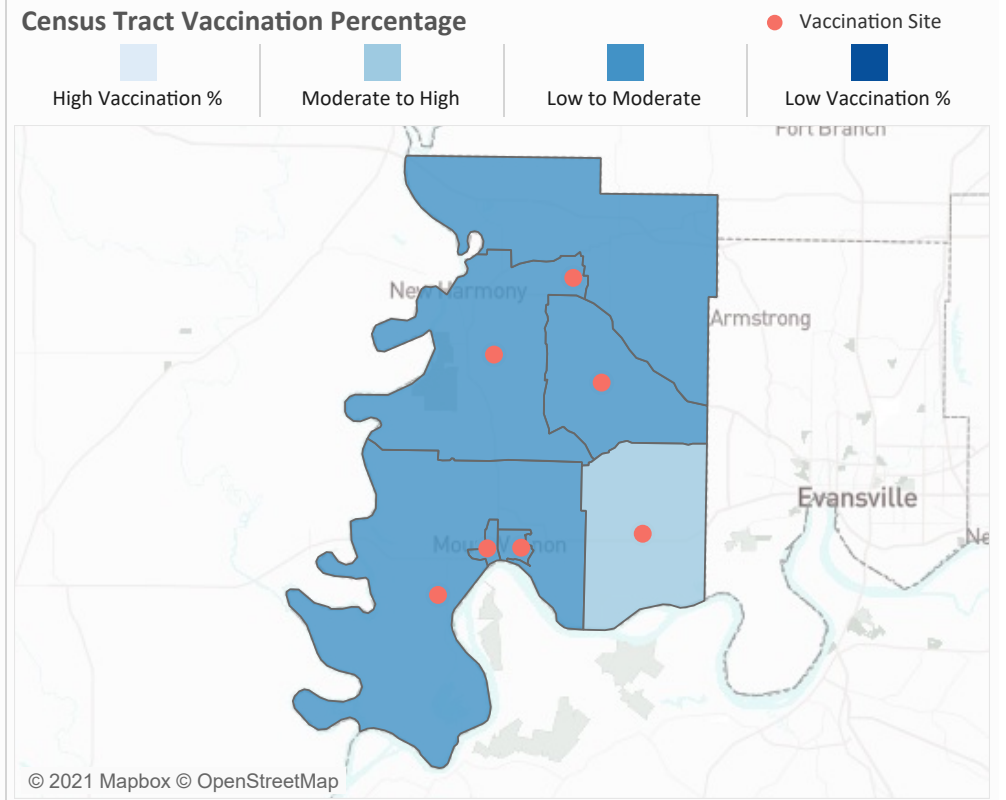 Census Tract Vaccination Percentage
Vaccination Site
High Vaccination %
Moderate to High
Low to Moderate
Low Vaccination %
Fort Branch
New Harmony
Armstrong
Evansville
Mount Vernon
Ne
© 2021 Mapbox © OpenStreetMap